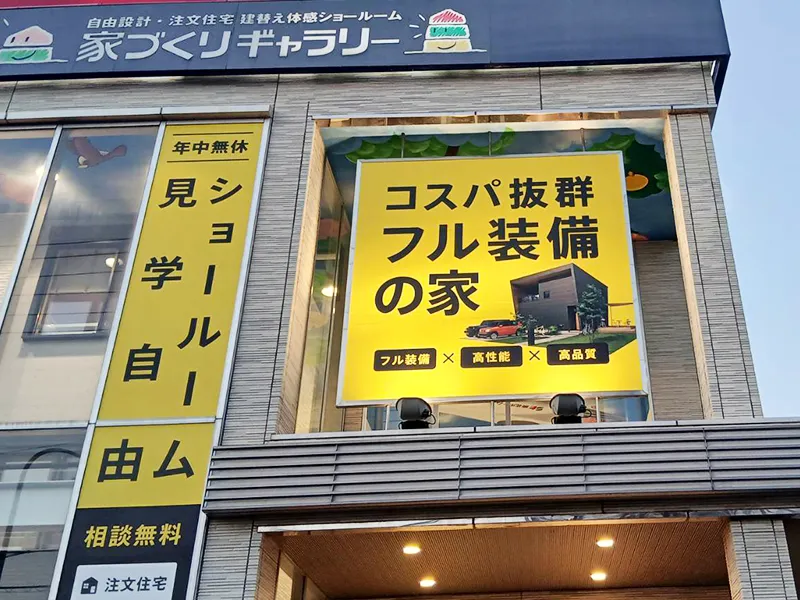 自由設計・注文住宅 建替え体感ショールーム
家づくりギャラリー
年中無休
ショールーム
見学自由
相談無料
注文住宅
コスパ抜群
フル装備
の家
フル装備×高性能×高品質